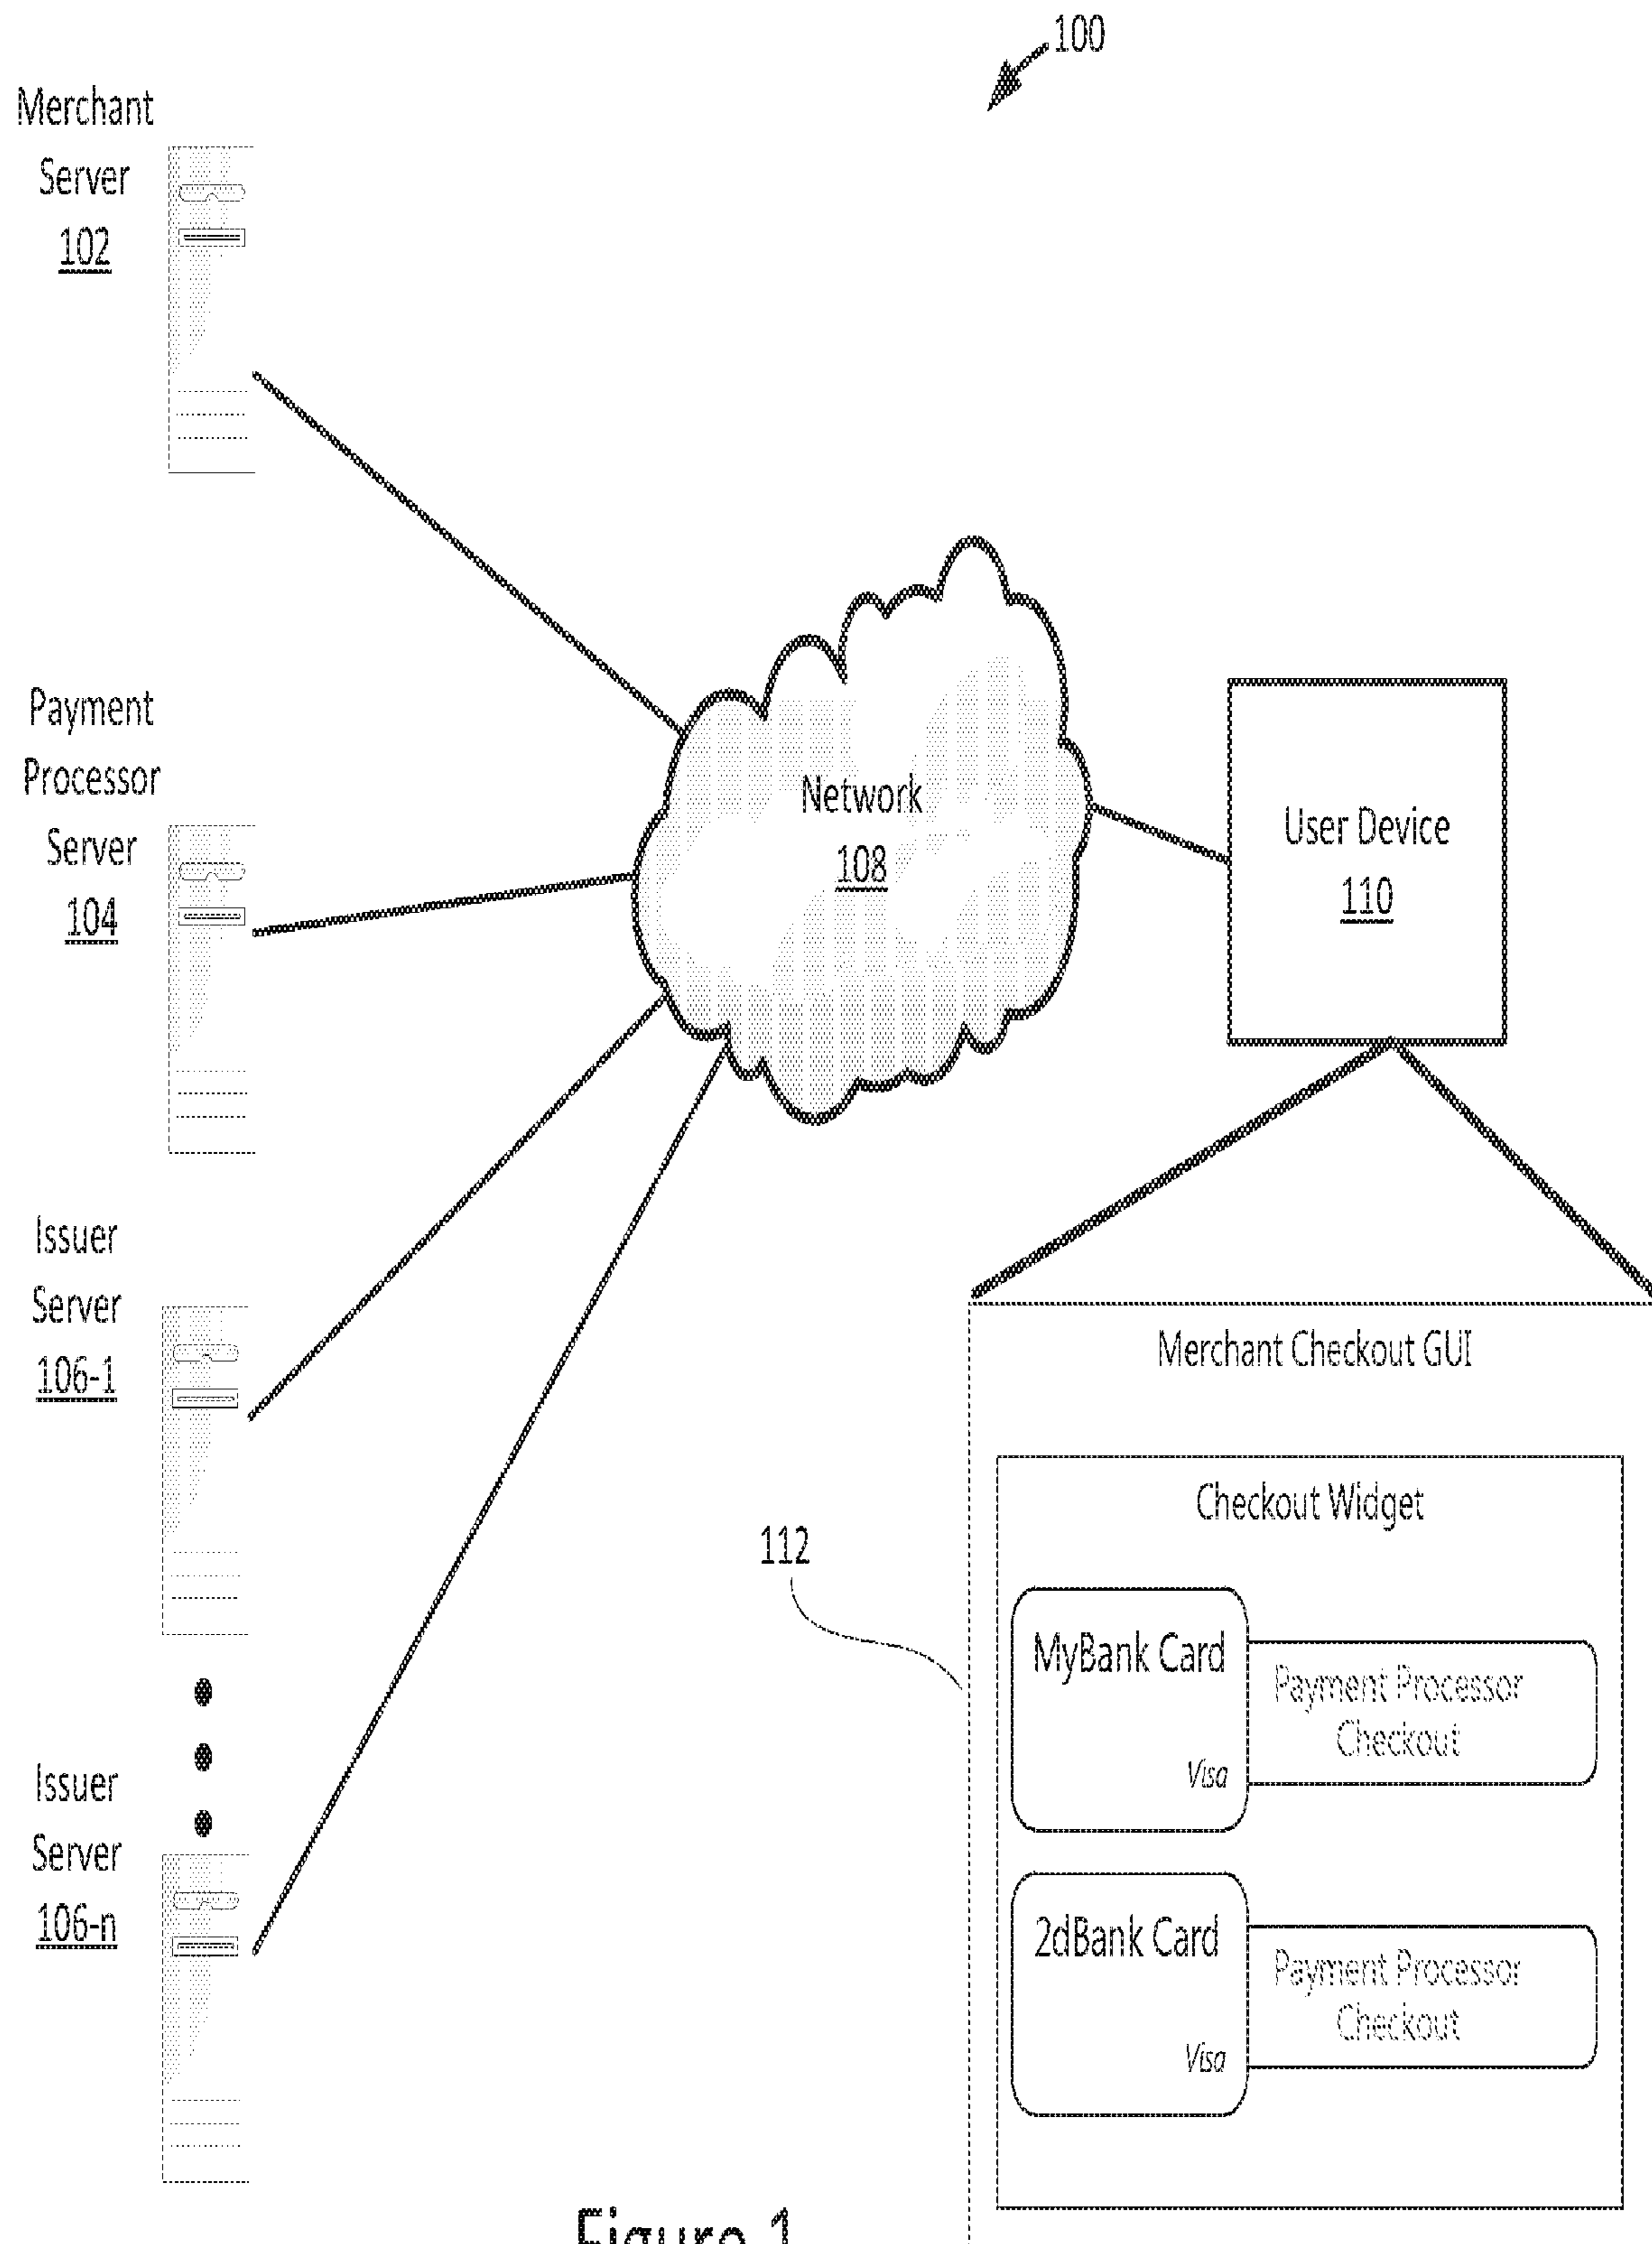 100
Merchant
Server
102
Payment
Processor
Server
104
Network
108
User Device
110
Issuer
Server
106-1
Merchant Checkout GUI
Checkout Widget
112
MyBank Card
Visa
Payment Processor
Checkout
Issuer
Server
106-n
2dBank Card
Visa
Payment Processor
Checkout
Figure 1